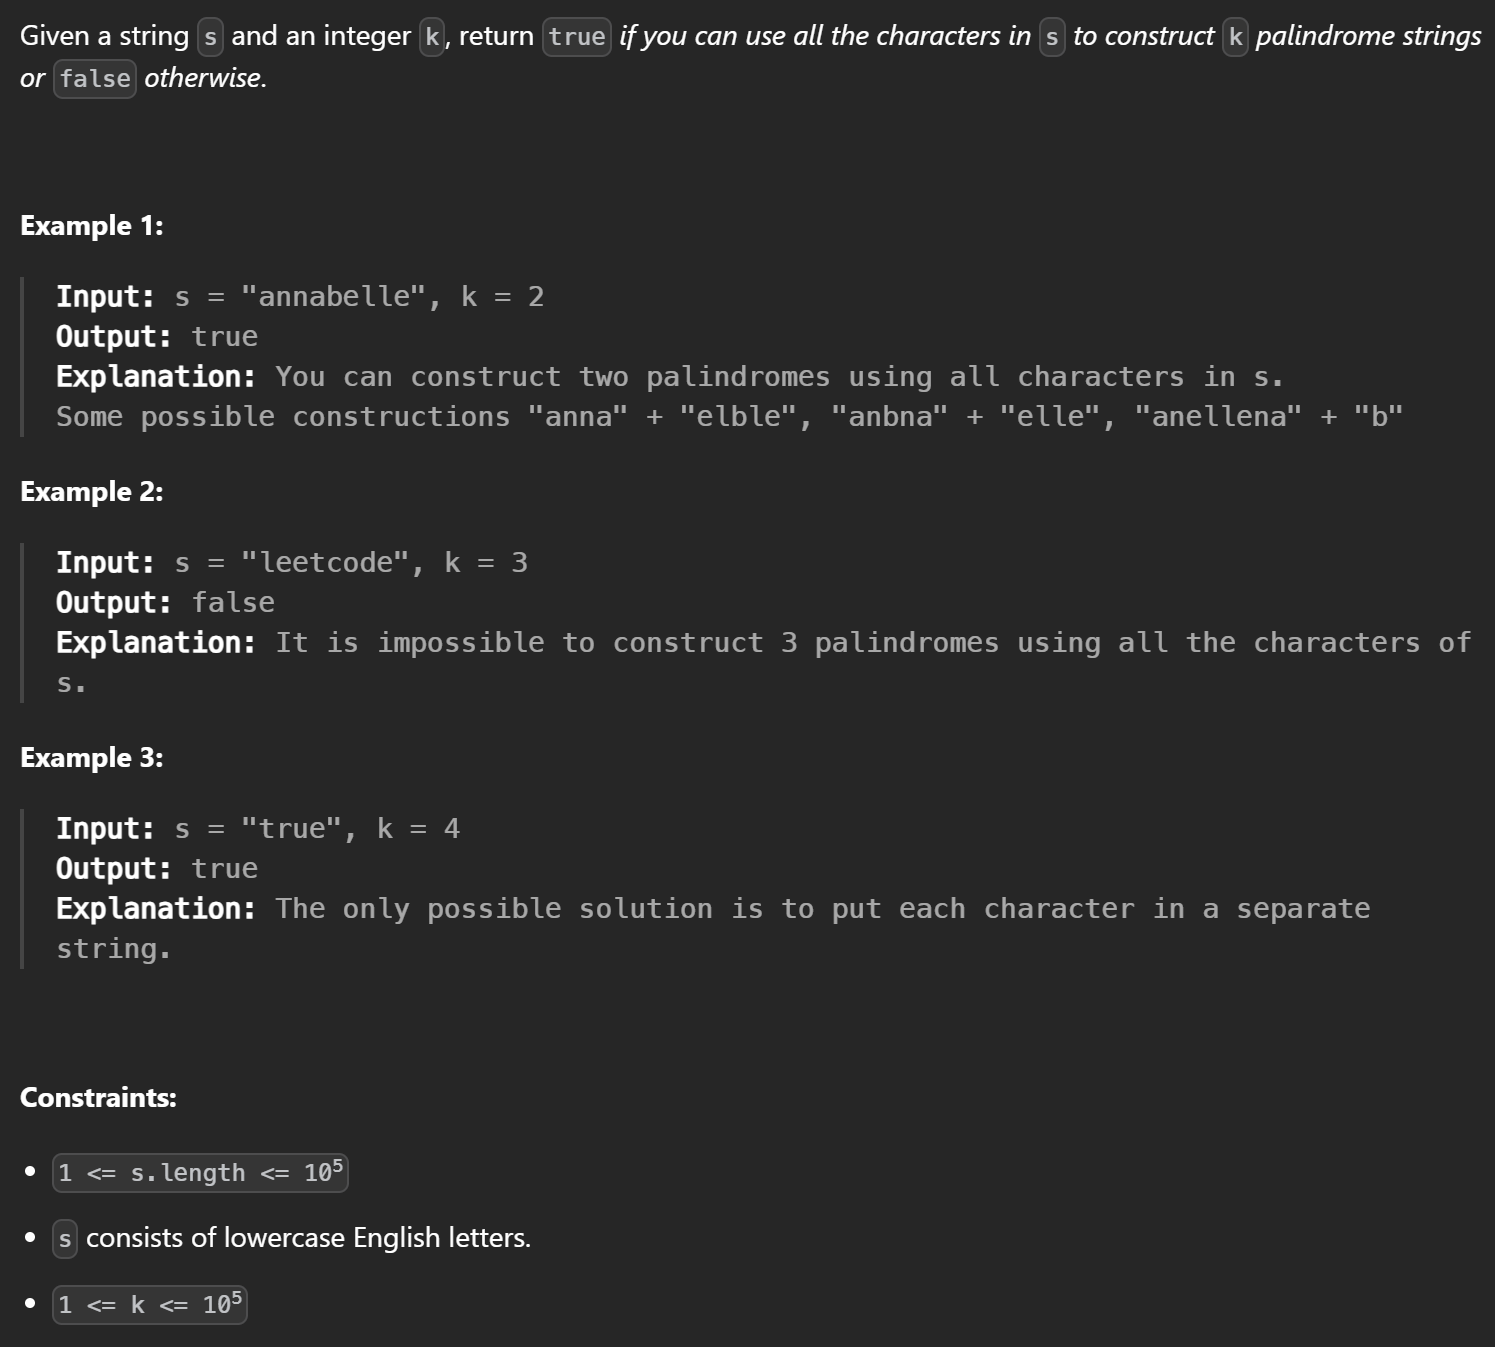 Given a string s and an integer k, return true if you can use all the characters in s to construct k palindrome strings
or false otherwise.
Example 1:
Input: s = "annabelle", k = 2
Output: true
Explanation: You can construct two palindromes using all characters in s.
Some possible constructions "anna" + "elble", "anbna" + "elle", "anellena" + "b"
Example 2:
Input: s = "leetcode", k = 3
Output: false
Explanation: It is impossible to construct 3 palindromes using all the characters of
s.
Example 3:
Input: s = "true", k = 4
Output: true
Explanation: The only possible solution is to put each character in a separate
string.
Constraints:
• 1 <= s.length <= 10⁵
• s consists of lowercase English letters.
• 1 <= k <= 10⁵